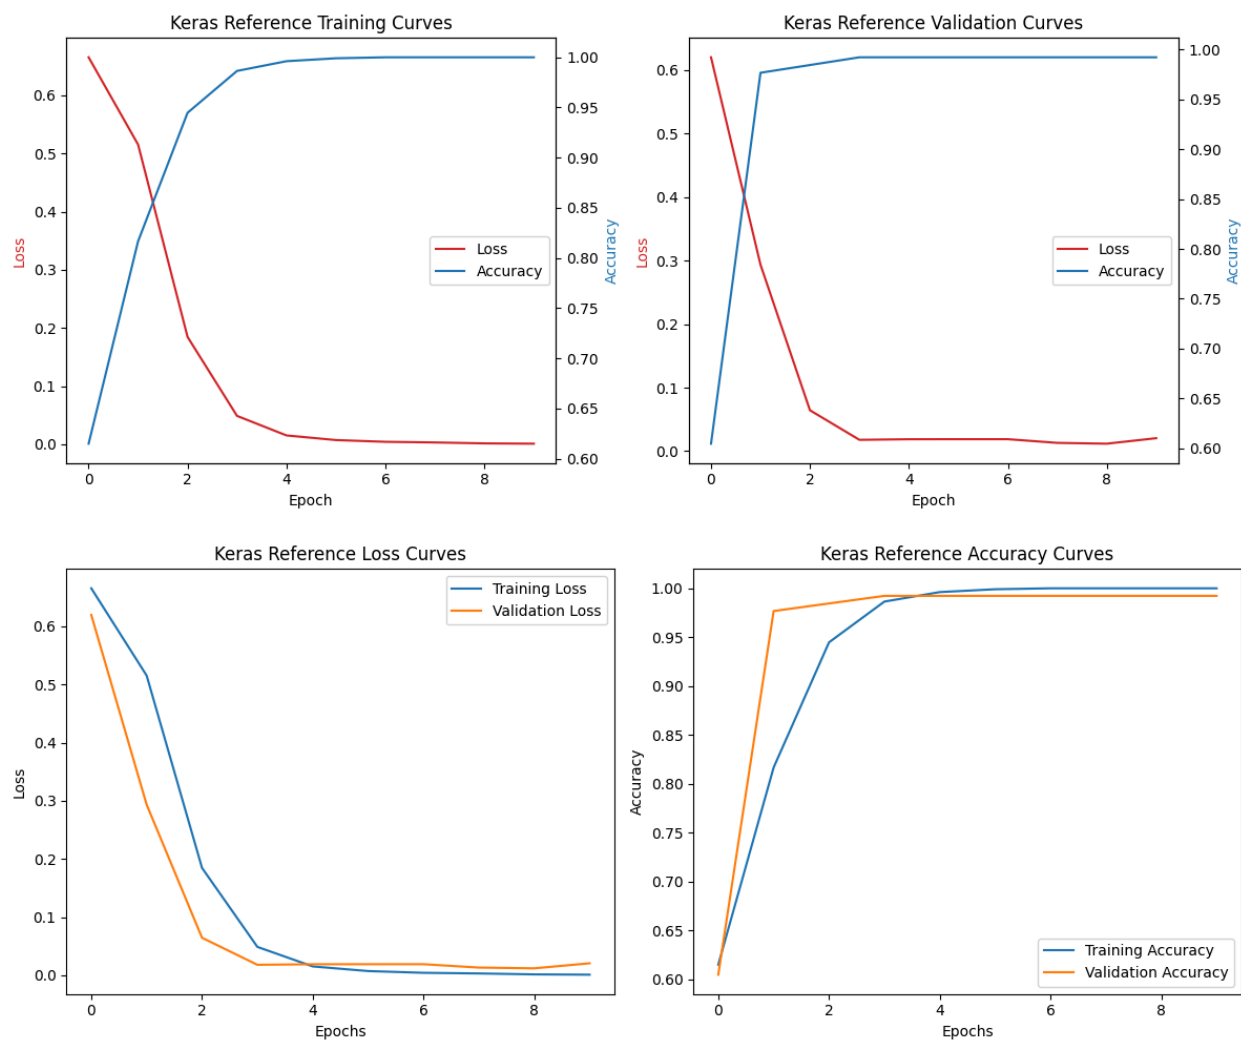 Keras Reference Training Curves
Loss
0.6
0.5
0.4
0.3
0.2
0.1
0.0
1.00
0.95
0.90
0.85
0.80
0.75
0.70
0.65
0.60
Accuracy
Loss
Accuracy
0 2 4 6 8
Epoch
Keras Reference Validation Curves
Loss
0.6
0.5
0.4
0.3
0.2
0.1
0.0
1.00
0.95
0.90
0.85
0.80
0.75
0.70
0.65
0.60
Accuracy
Loss
Accuracy
0 2 4 6 8
Epoch
Keras Reference Loss Curves
Loss
0.6
0.5
0.4
0.3
0.2
0.1
0.0
Training Loss
Validation Loss
0 2 4 6 8
Epochs
Keras Reference Accuracy Curves
Accuracy
1.00
0.95
0.90
0.85
0.80
0.75
0.70
0.65
0.60
Training Accuracy
Validation Accuracy
0 2 4 6 8
Epochs